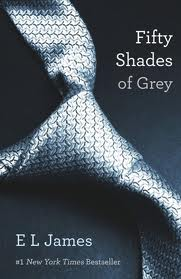 Fifty Shades
of Grey
E L James
#1 New York Times Bestseller